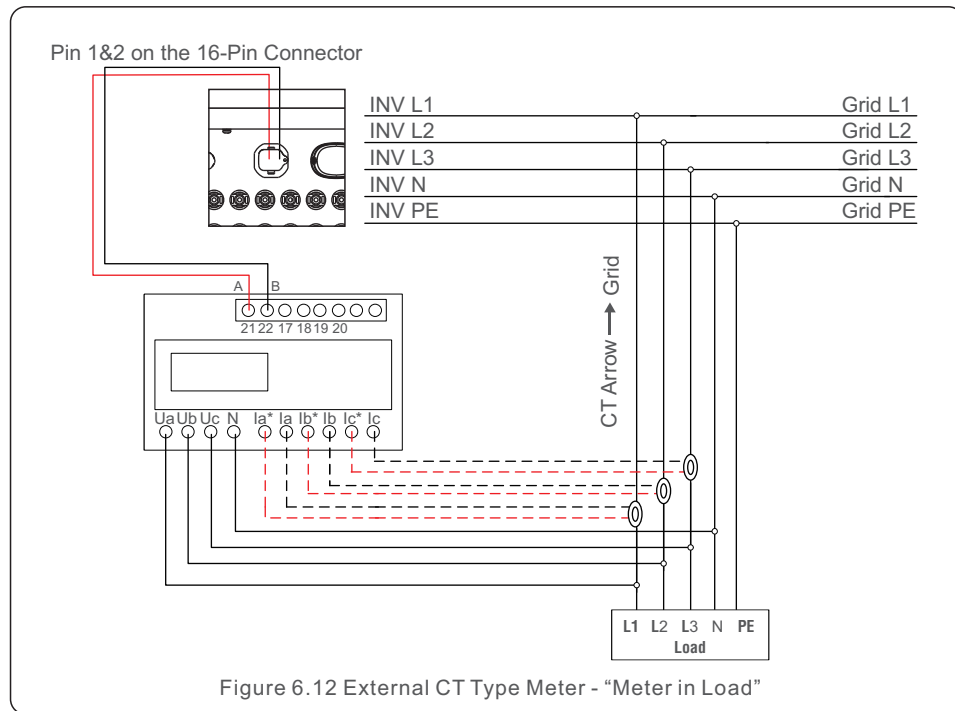 Pin 1&2 on the 16-Pin Connector
INV L1 Grid L1
INV L2 Grid L2
INV L3 Grid L3
INV N Grid N
INV PE Grid PE
CT Arrow → Grid
A B
21 22 17 18 19 20
Ua Ub Uc N Ia* Ia Ib* Ib Ic* Ic
L1 L2 L3 N PE
Load
Figure 6.12 External CT Type Meter - “Meter in Load”